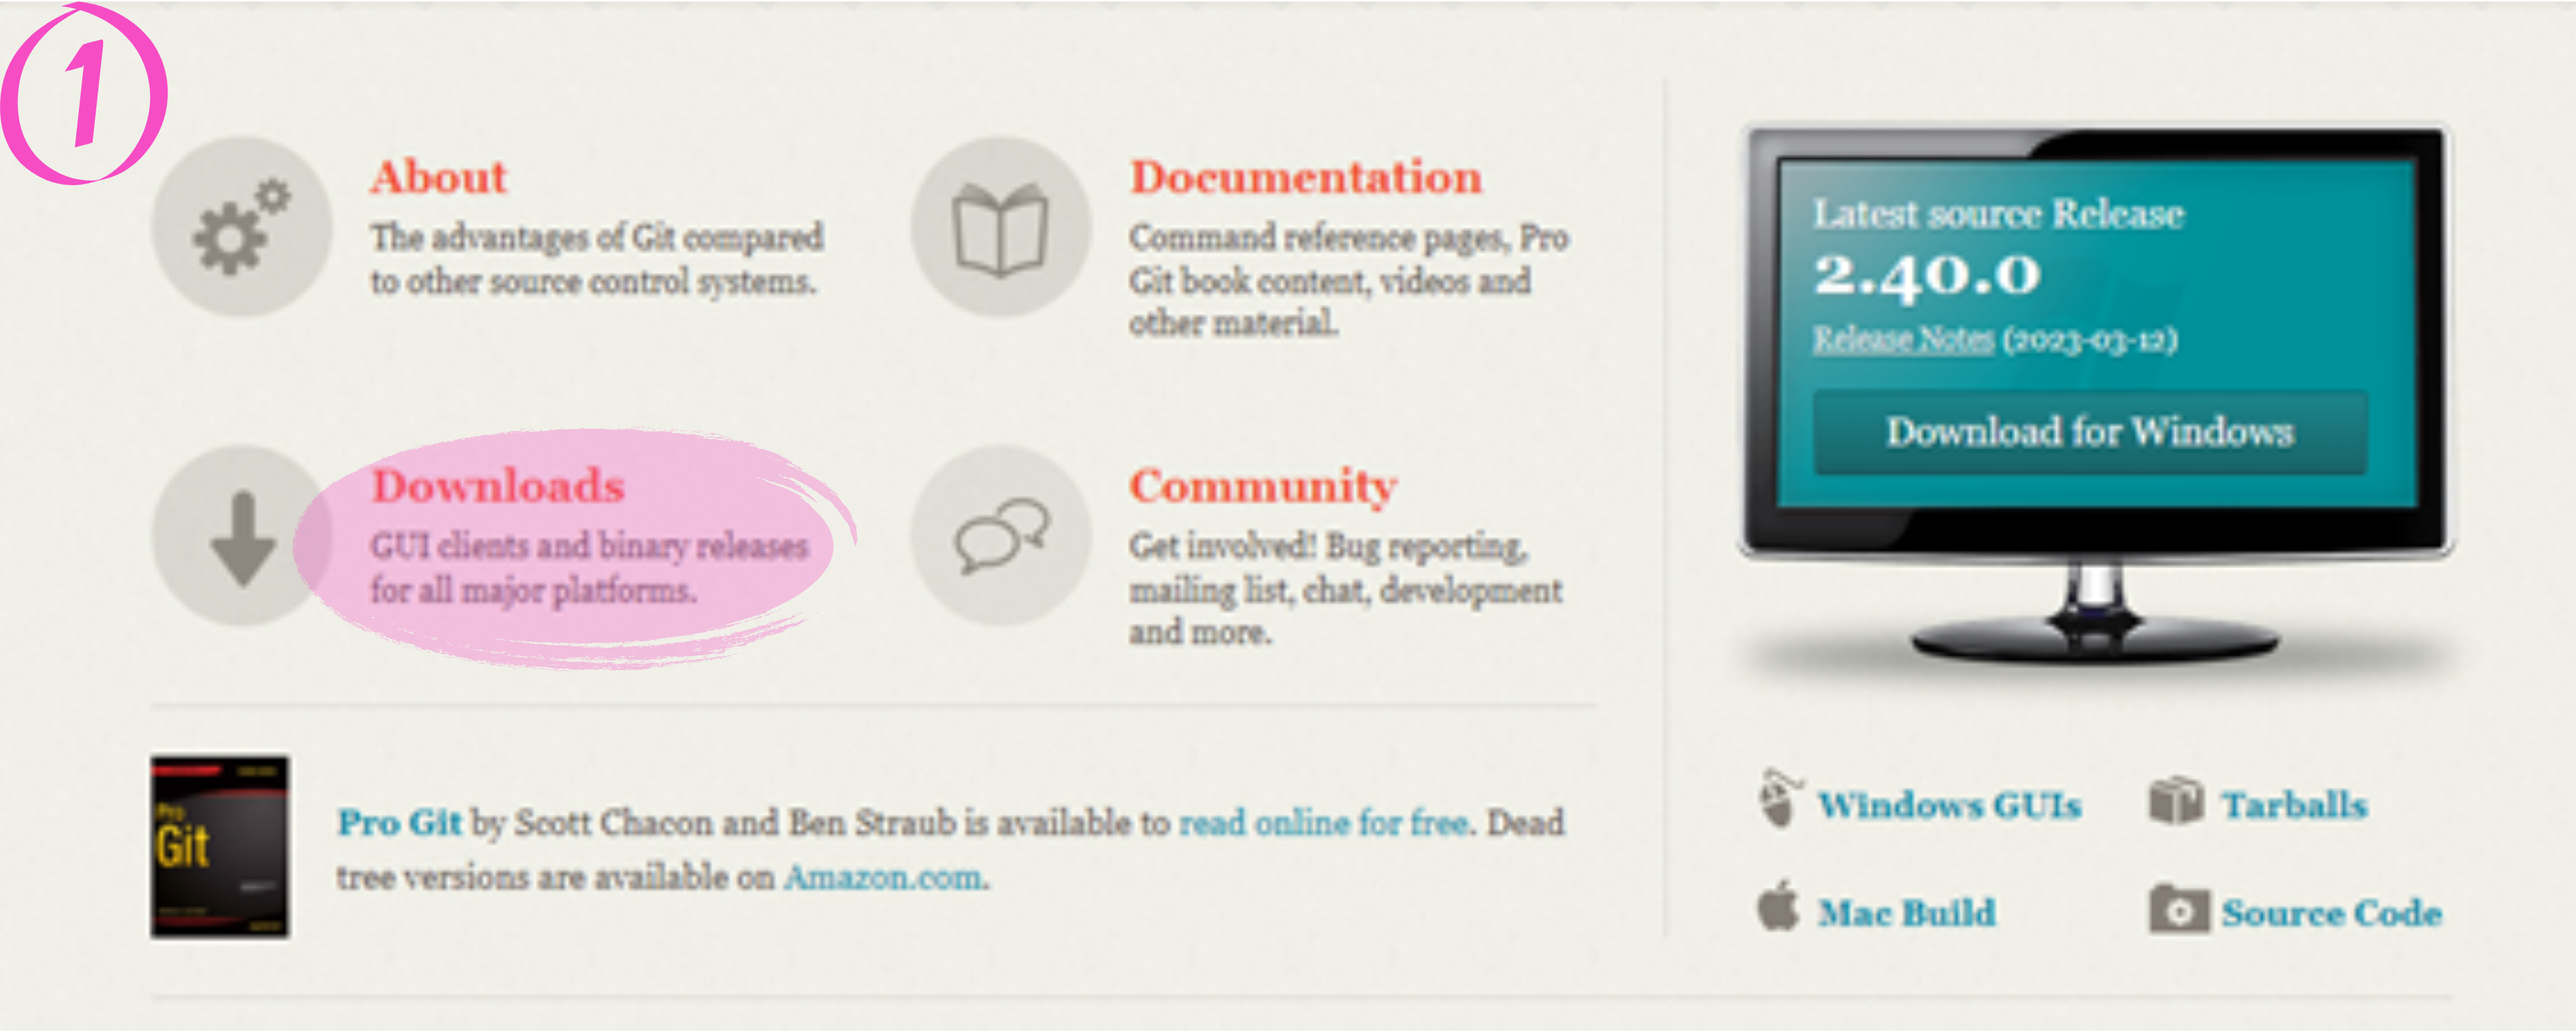 1
About
The advantages of Git compared
to other source control systems.
Documentation
Command reference pages, Pro
Git book content, videos and
other material.
Downloads
GUI clients and binary releases
for all major platforms.
Community
Get involved! Bug reporting,
mailing list, chat, development
and more.
Pro
Git
Pro Git by Scott Chacon and Ben Straub is available to read online for free. Dead
tree versions are available on Amazon.com.
Latest source Release
2.40.0
Release Notes (2023-03-12)
Download for Windows
Windows GUIs
Tarballs
Mac Build
Source Code